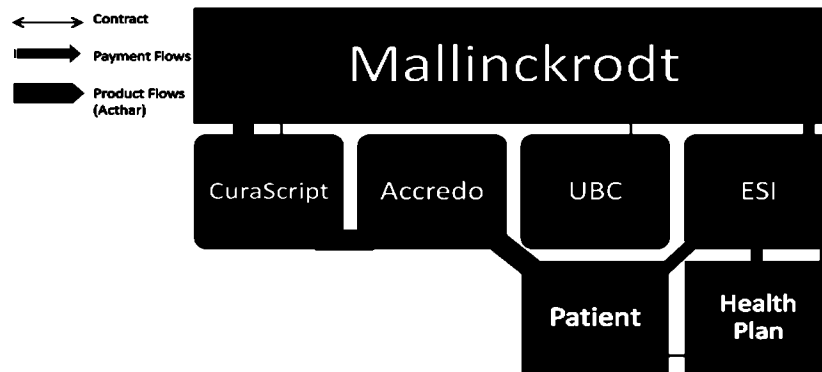 Contract
Payment Flows
Product Flows
(Acthar)
Mallinckrodt
CuraScript
Accredo
UBC
ESI
Patient
Health
Plan